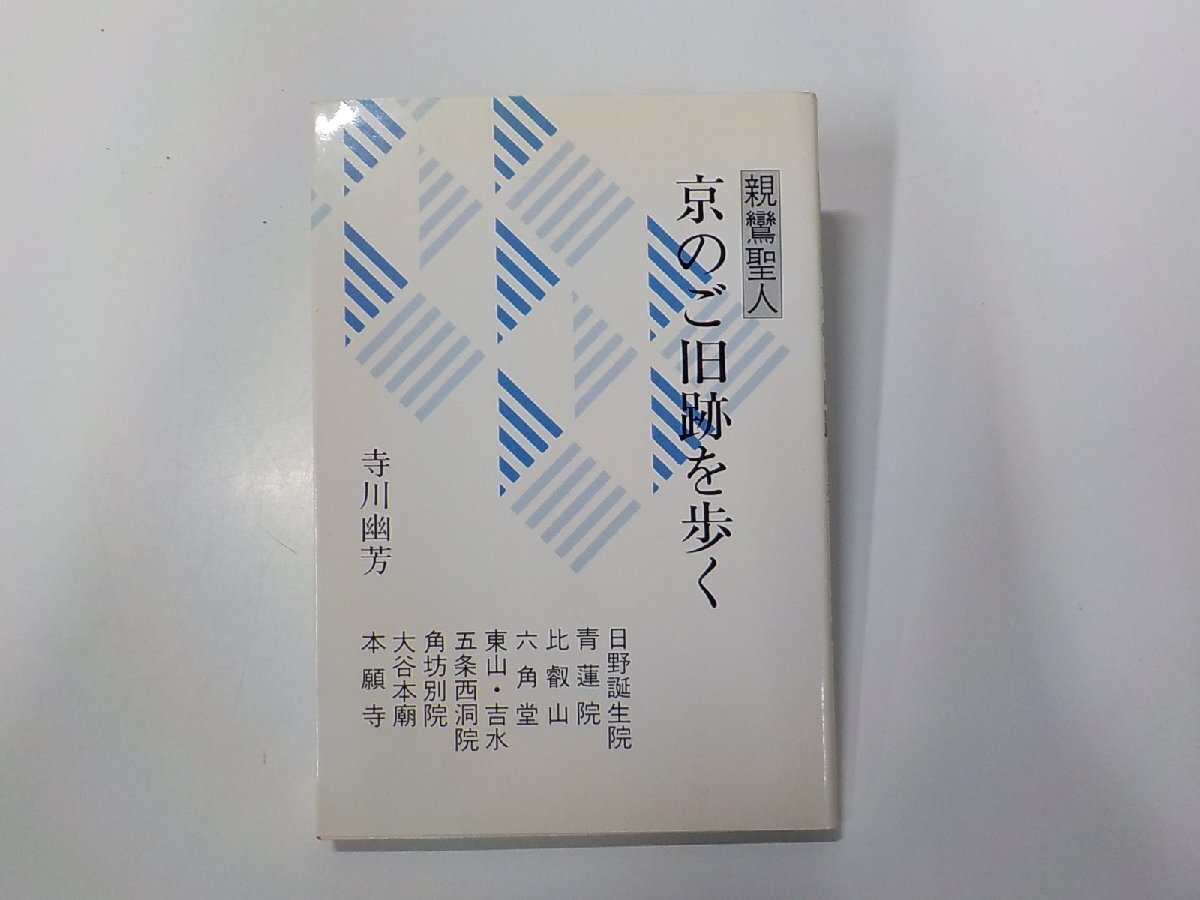 親鸞聖人
京のご旧跡を歩く
日野誕生院
青蓮院
比叡山
六角堂
東山・吉水
五条西洞院
角坊別院
大谷本廟
本願寺
寺川幽芳